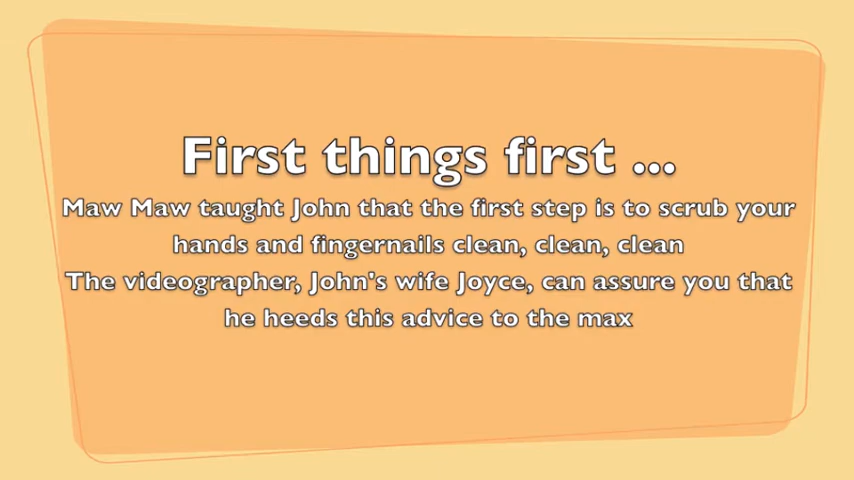 First things first ...
Maw Maw taught John that the first step is to scrub your
hands and fingernails clean, clean, clean
The videographer, John's wife Joyce, can assure you that
he heeds this advice to the max